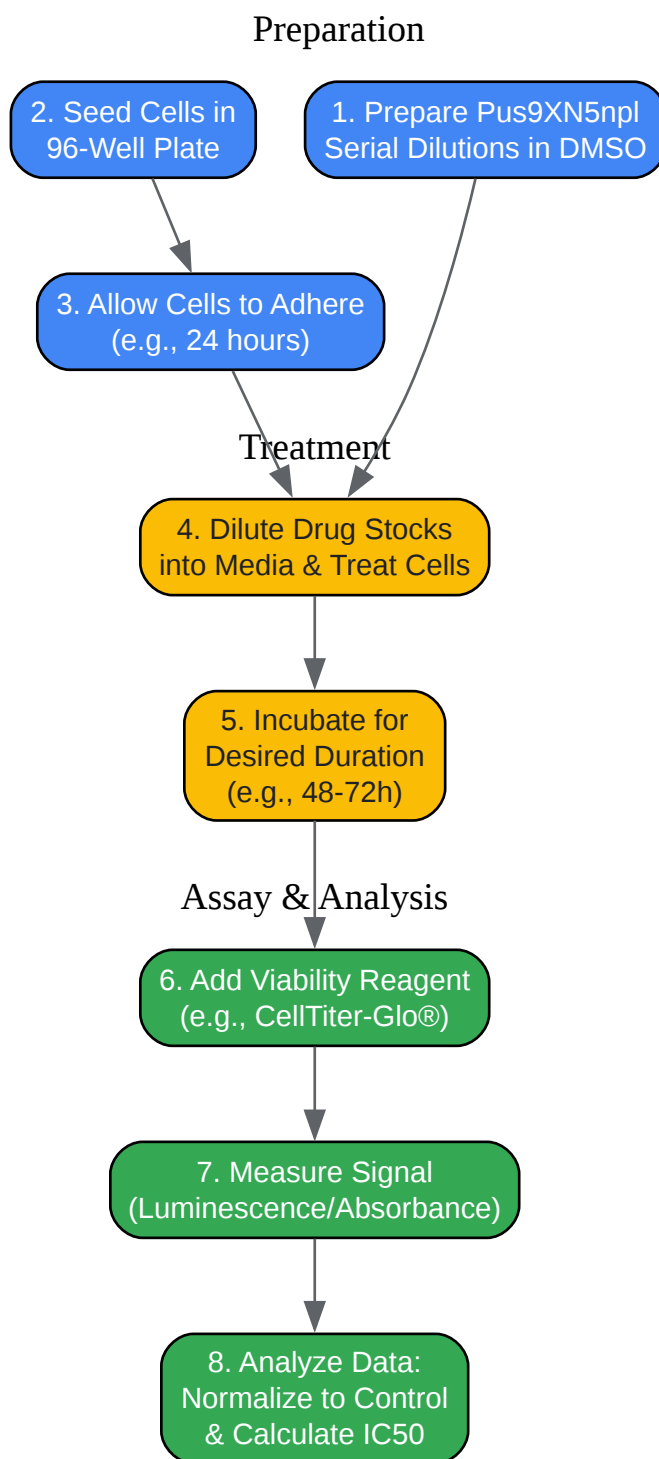 Preparation
2. Seed Cells in
96-Well Plate
1. Prepare Pus9XN5npl
Serial Dilutions in DMSO
3. Allow Cells to Adhere
(e.g., 24 hours)
Treatment
4. Dilute Drug Stocks
into Media & Treat Cells
5. Incubate for
Desired Duration
(e.g., 48-72h)
Assay & Analysis
6. Add Viability Reagent
(e.g., CellTiter-Glo®)
7. Measure Signal
(Luminescence/Absorbance)
8. Analyze Data:
Normalize to Control
& Calculate IC50